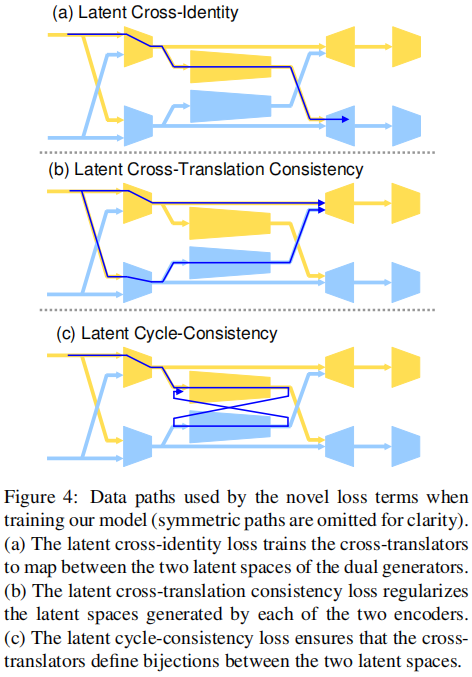 (a) Latent Cross-Identity
(b) Latent Cross-Translation Consistency
(c) Latent Cycle-Consistency
Figure 4: Data paths used by the novel loss terms when
training our model (symmetric paths are omitted for clarity).
(a) The latent cross-identity loss trains the cross-translators
to map between the two latent spaces of the dual generators.
(b) The latent cross-translation consistency loss regularizes
the latent spaces generated by each of the two encoders.
(c) The latent cycle-consistency loss ensures that the cross-
translators define bijections between the two latent spaces.